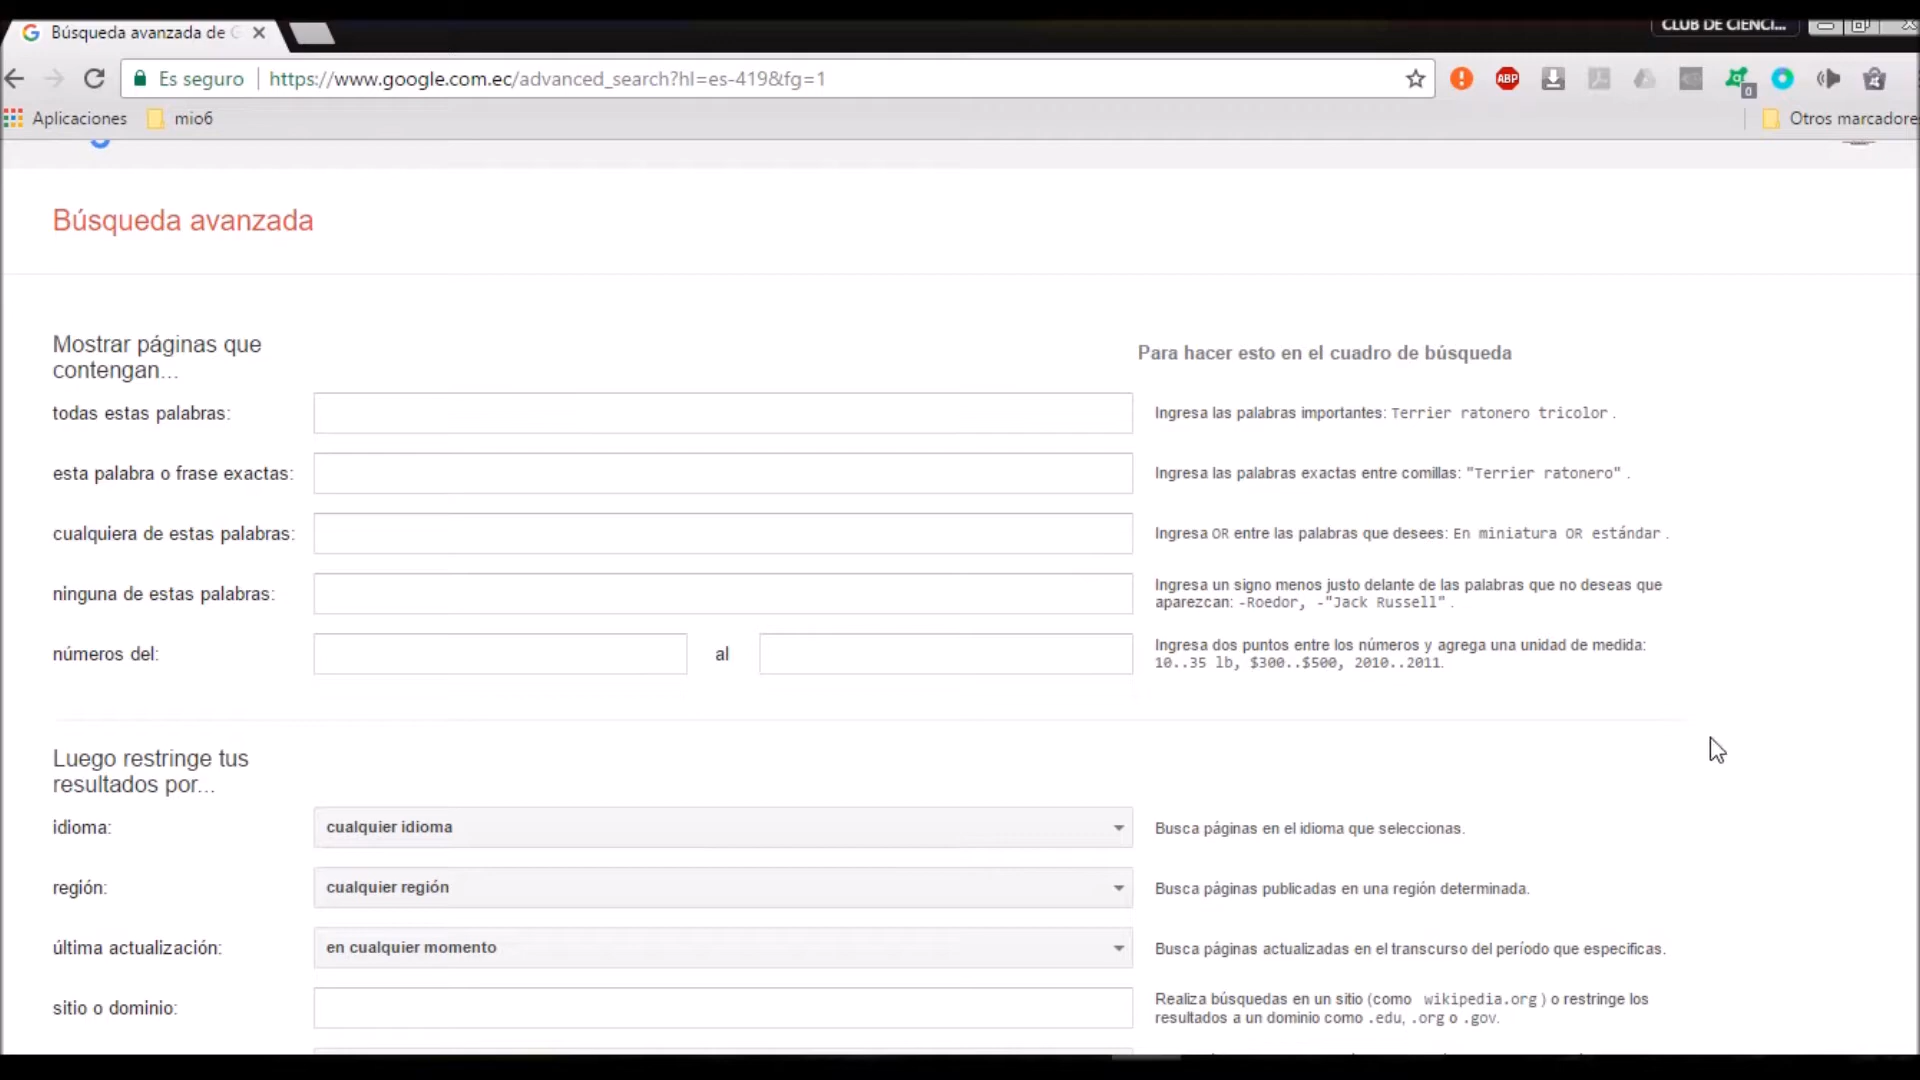 Búsqueda avanzada de G
CLUB DE CIENCI...
Es seguro
https://www.google.com.ec/advanced_search?hl=es-419&fg=1
ABP
0
Aplicaciones
mio6
Otros marcadore
Búsqueda avanzada
Mostrar páginas que
contengan...
Para hacer esto en el cuadro de búsqueda
todas estas palabras:
Ingresa las palabras importantes: Terrier ratonero tricolor .
esta palabra o frase exactas:
Ingresa las palabras exactas entre comillas: "Terrier ratonero" .
cualquiera de estas palabras:
Ingresa OR entre las palabras que desees: En miniatura OR estándar .
ninguna de estas palabras:
Ingresa un signo menos justo delante de las palabras que no deseas que
aparezcan: -Roedor, -"Jack Russell" .
números del:
al
Ingresa dos puntos entre los números y agrega una unidad de medida:
10..35 lb, $300..$500, 2010..2011.
Luego restringe tus
resultados por...
idioma:
cualquier idioma
Busca páginas en el idioma que seleccionas.
región:
cualquier región
Busca páginas publicadas en una región determinada.
última actualización:
en cualquier momento
Busca páginas actualizadas en el transcurso del período que especificas.
sitio o dominio:
Realiza búsquedas en un sitio (como wikipedia.org ) o restringe los
resultados a un dominio como .edu, .org o .gov.